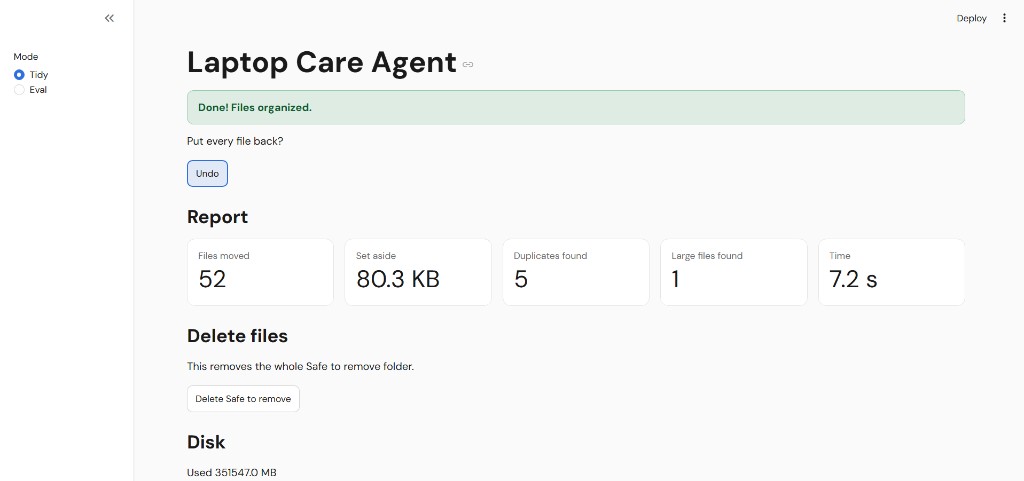 Deploy
Mode
Tidy
Eval
Laptop Care Agent
Done! Files organized.
Put every file back?
Undo
Report
Files moved
52
Set aside
80.3 KB
Duplicates found
5
Large files found
1
Time
7.2 s
Delete files
This removes the whole Safe to remove folder.
Delete Safe to remove
Disk
Used 351547.0 MB